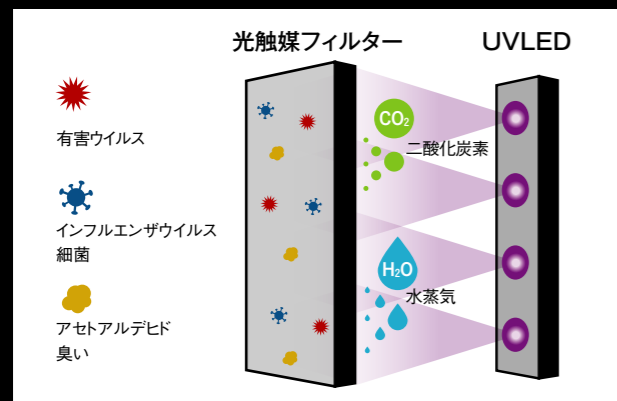 光触媒フィルター
UVLED
有害ウイルス
インフルエンザウイルス
細菌
アセトアルデヒド
臭い
CO₂
二酸化炭素
H₂O
水蒸気